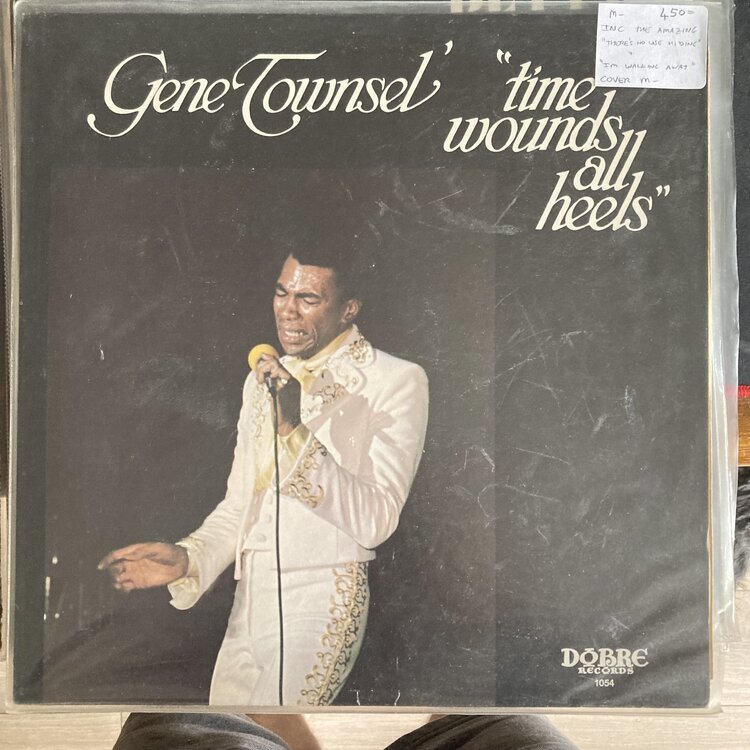 M- 450=
INC THE AMAZING
"THERE'S NO USE HIDING"
+
"I'M WALKING AWAY"
COVER M-
Gene Townsel'
"time
wounds
all
heels"
DŌBRE
RECORDS
1054